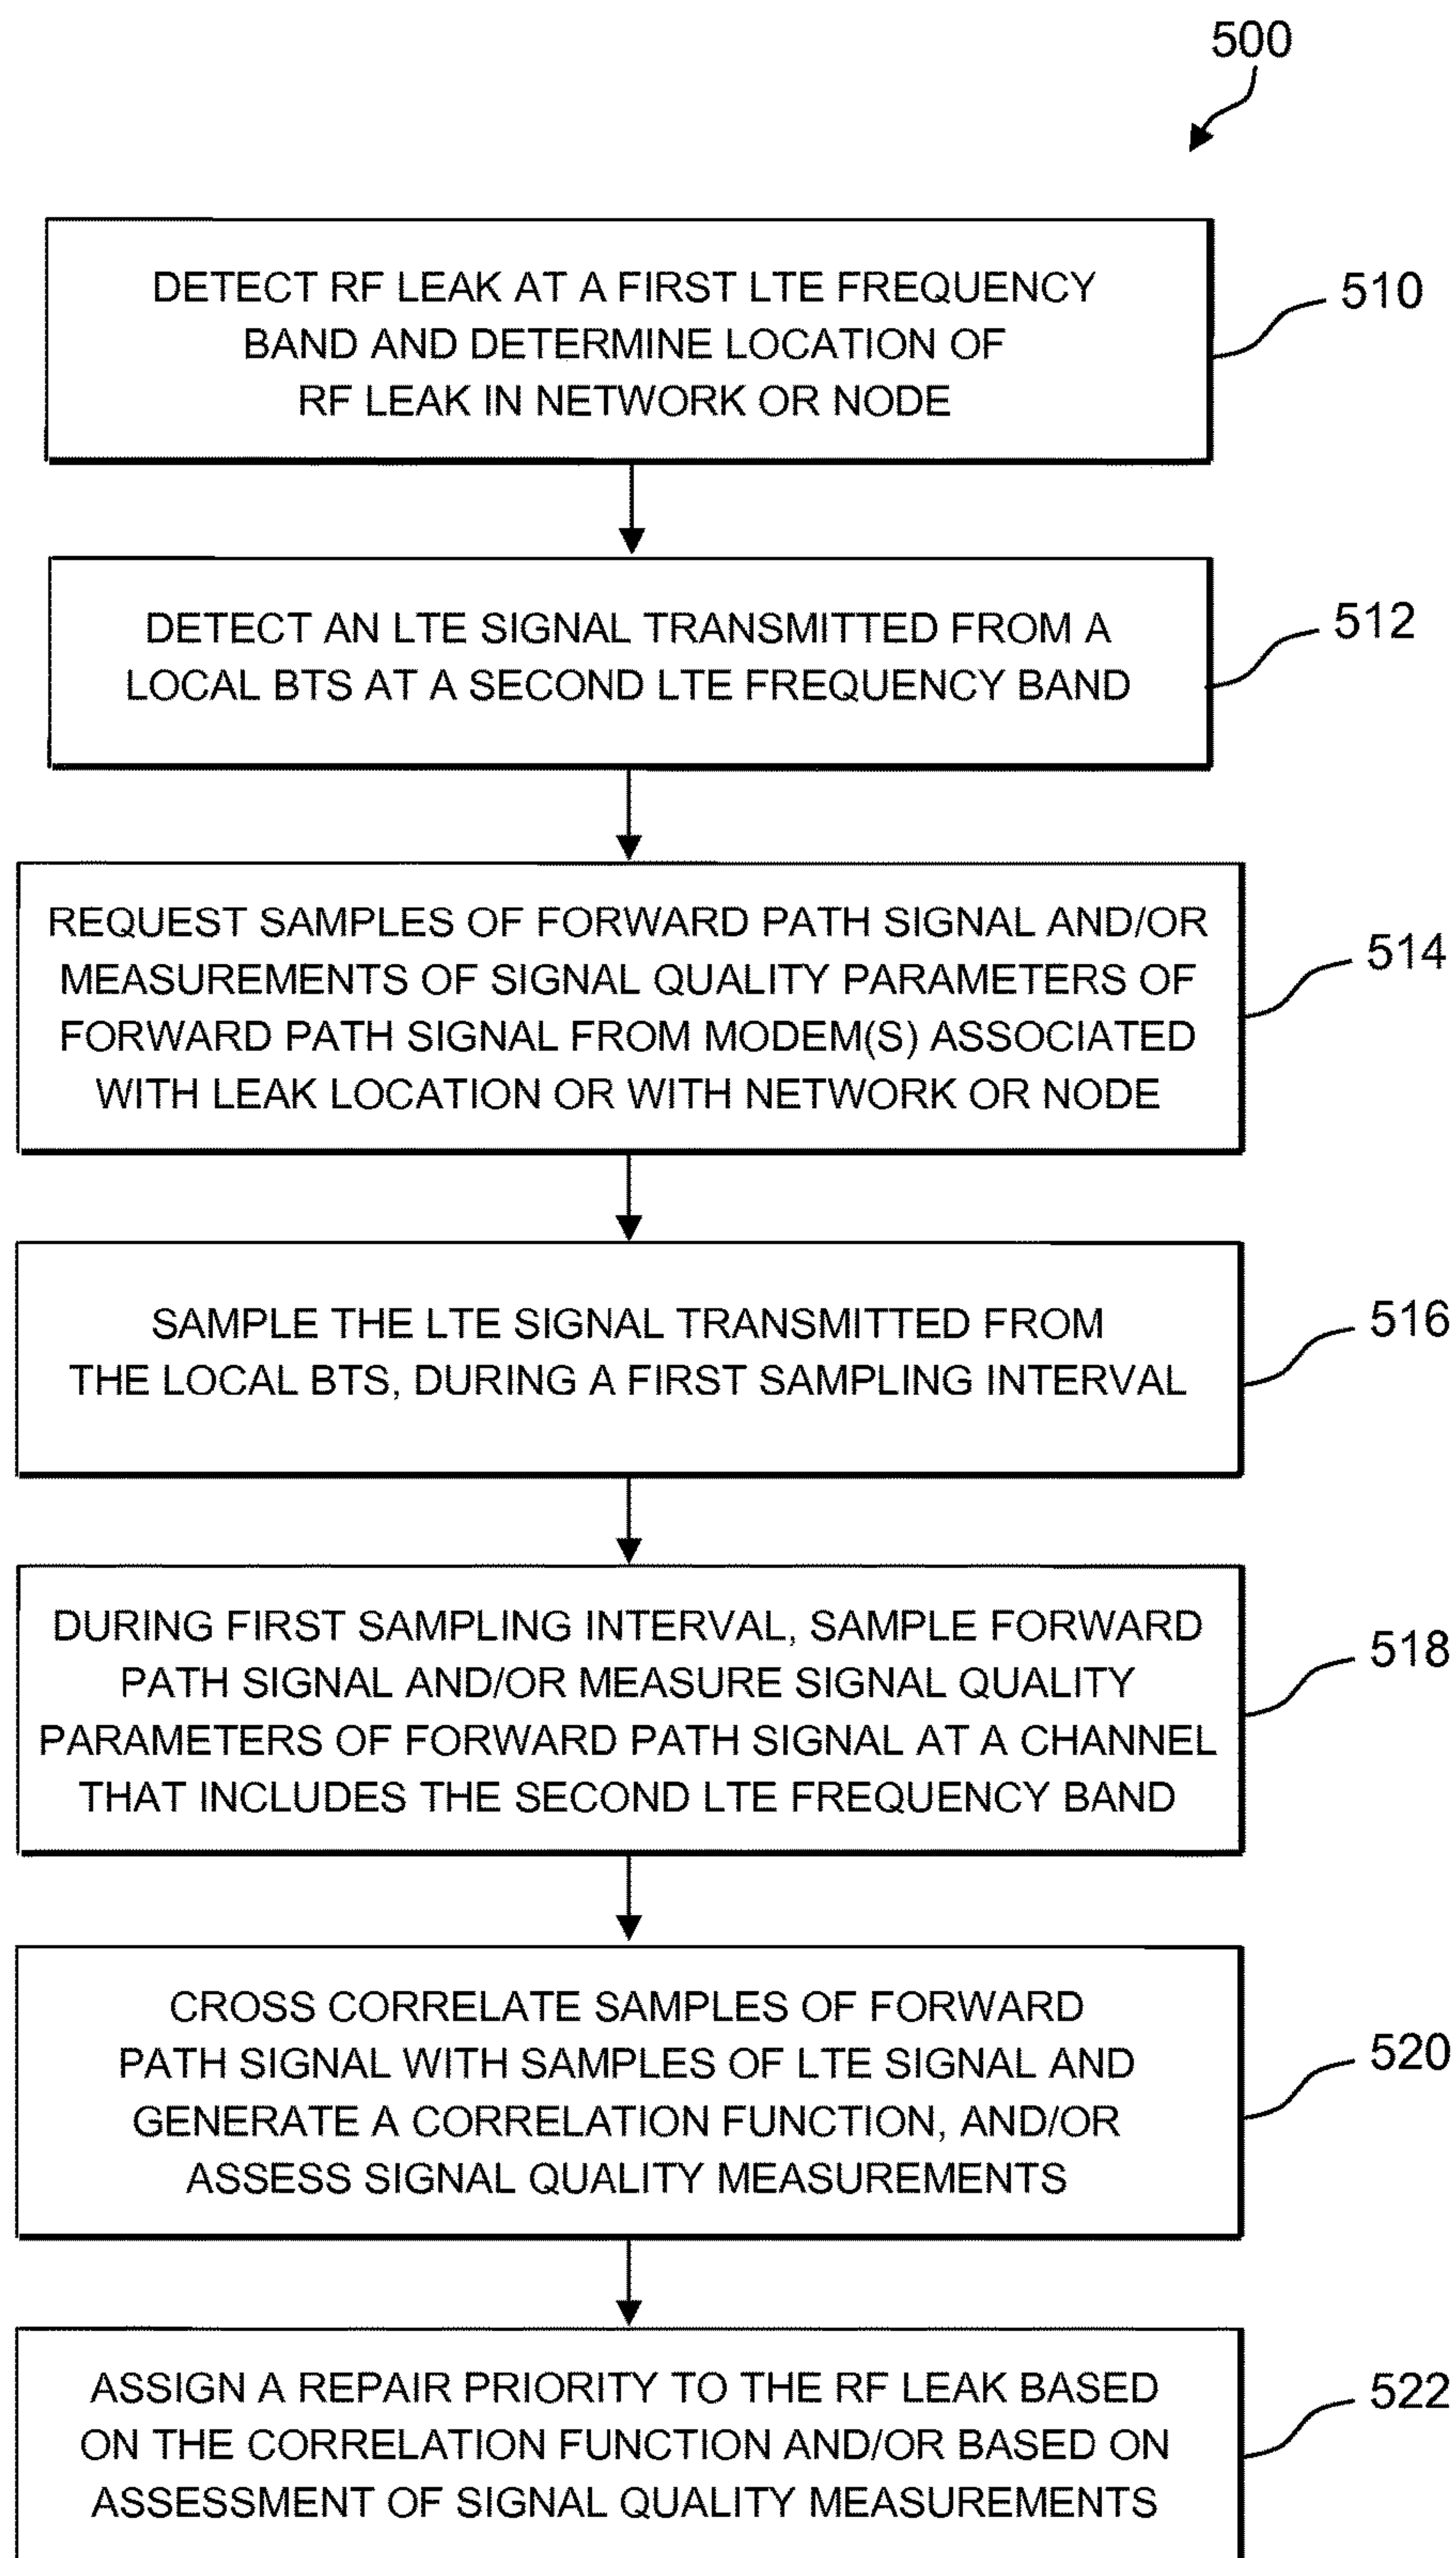 500
DETECT RF LEAK AT A FIRST LTE FREQUENCY
BAND AND DETERMINE LOCATION OF
RF LEAK IN NETWORK OR NODE
510
DETECT AN LTE SIGNAL TRANSMITTED FROM A
LOCAL BTS AT A SECOND LTE FREQUENCY BAND
512
REQUEST SAMPLES OF FORWARD PATH SIGNAL AND/OR
MEASUREMENTS OF SIGNAL QUALITY PARAMETERS OF
FORWARD PATH SIGNAL FROM MODEM(S) ASSOCIATED
WITH LEAK LOCATION OR WITH NETWORK OR NODE
514
SAMPLE THE LTE SIGNAL TRANSMITTED FROM
THE LOCAL BTS, DURING A FIRST SAMPLING INTERVAL
516
DURING FIRST SAMPLING INTERVAL, SAMPLE FORWARD
PATH SIGNAL AND/OR MEASURE SIGNAL QUALITY
PARAMETERS OF FORWARD PATH SIGNAL AT A CHANNEL
THAT INCLUDES THE SECOND LTE FREQUENCY BAND
518
CROSS CORRELATE SAMPLES OF FORWARD
PATH SIGNAL WITH SAMPLES OF LTE SIGNAL AND
GENERATE A CORRELATION FUNCTION, AND/OR
ASSESS SIGNAL QUALITY MEASUREMENTS
520
ASSIGN A REPAIR PRIORITY TO THE RF LEAK BASED
ON THE CORRELATION FUNCTION AND/OR BASED ON
ASSESSMENT OF SIGNAL QUALITY MEASUREMENTS
522